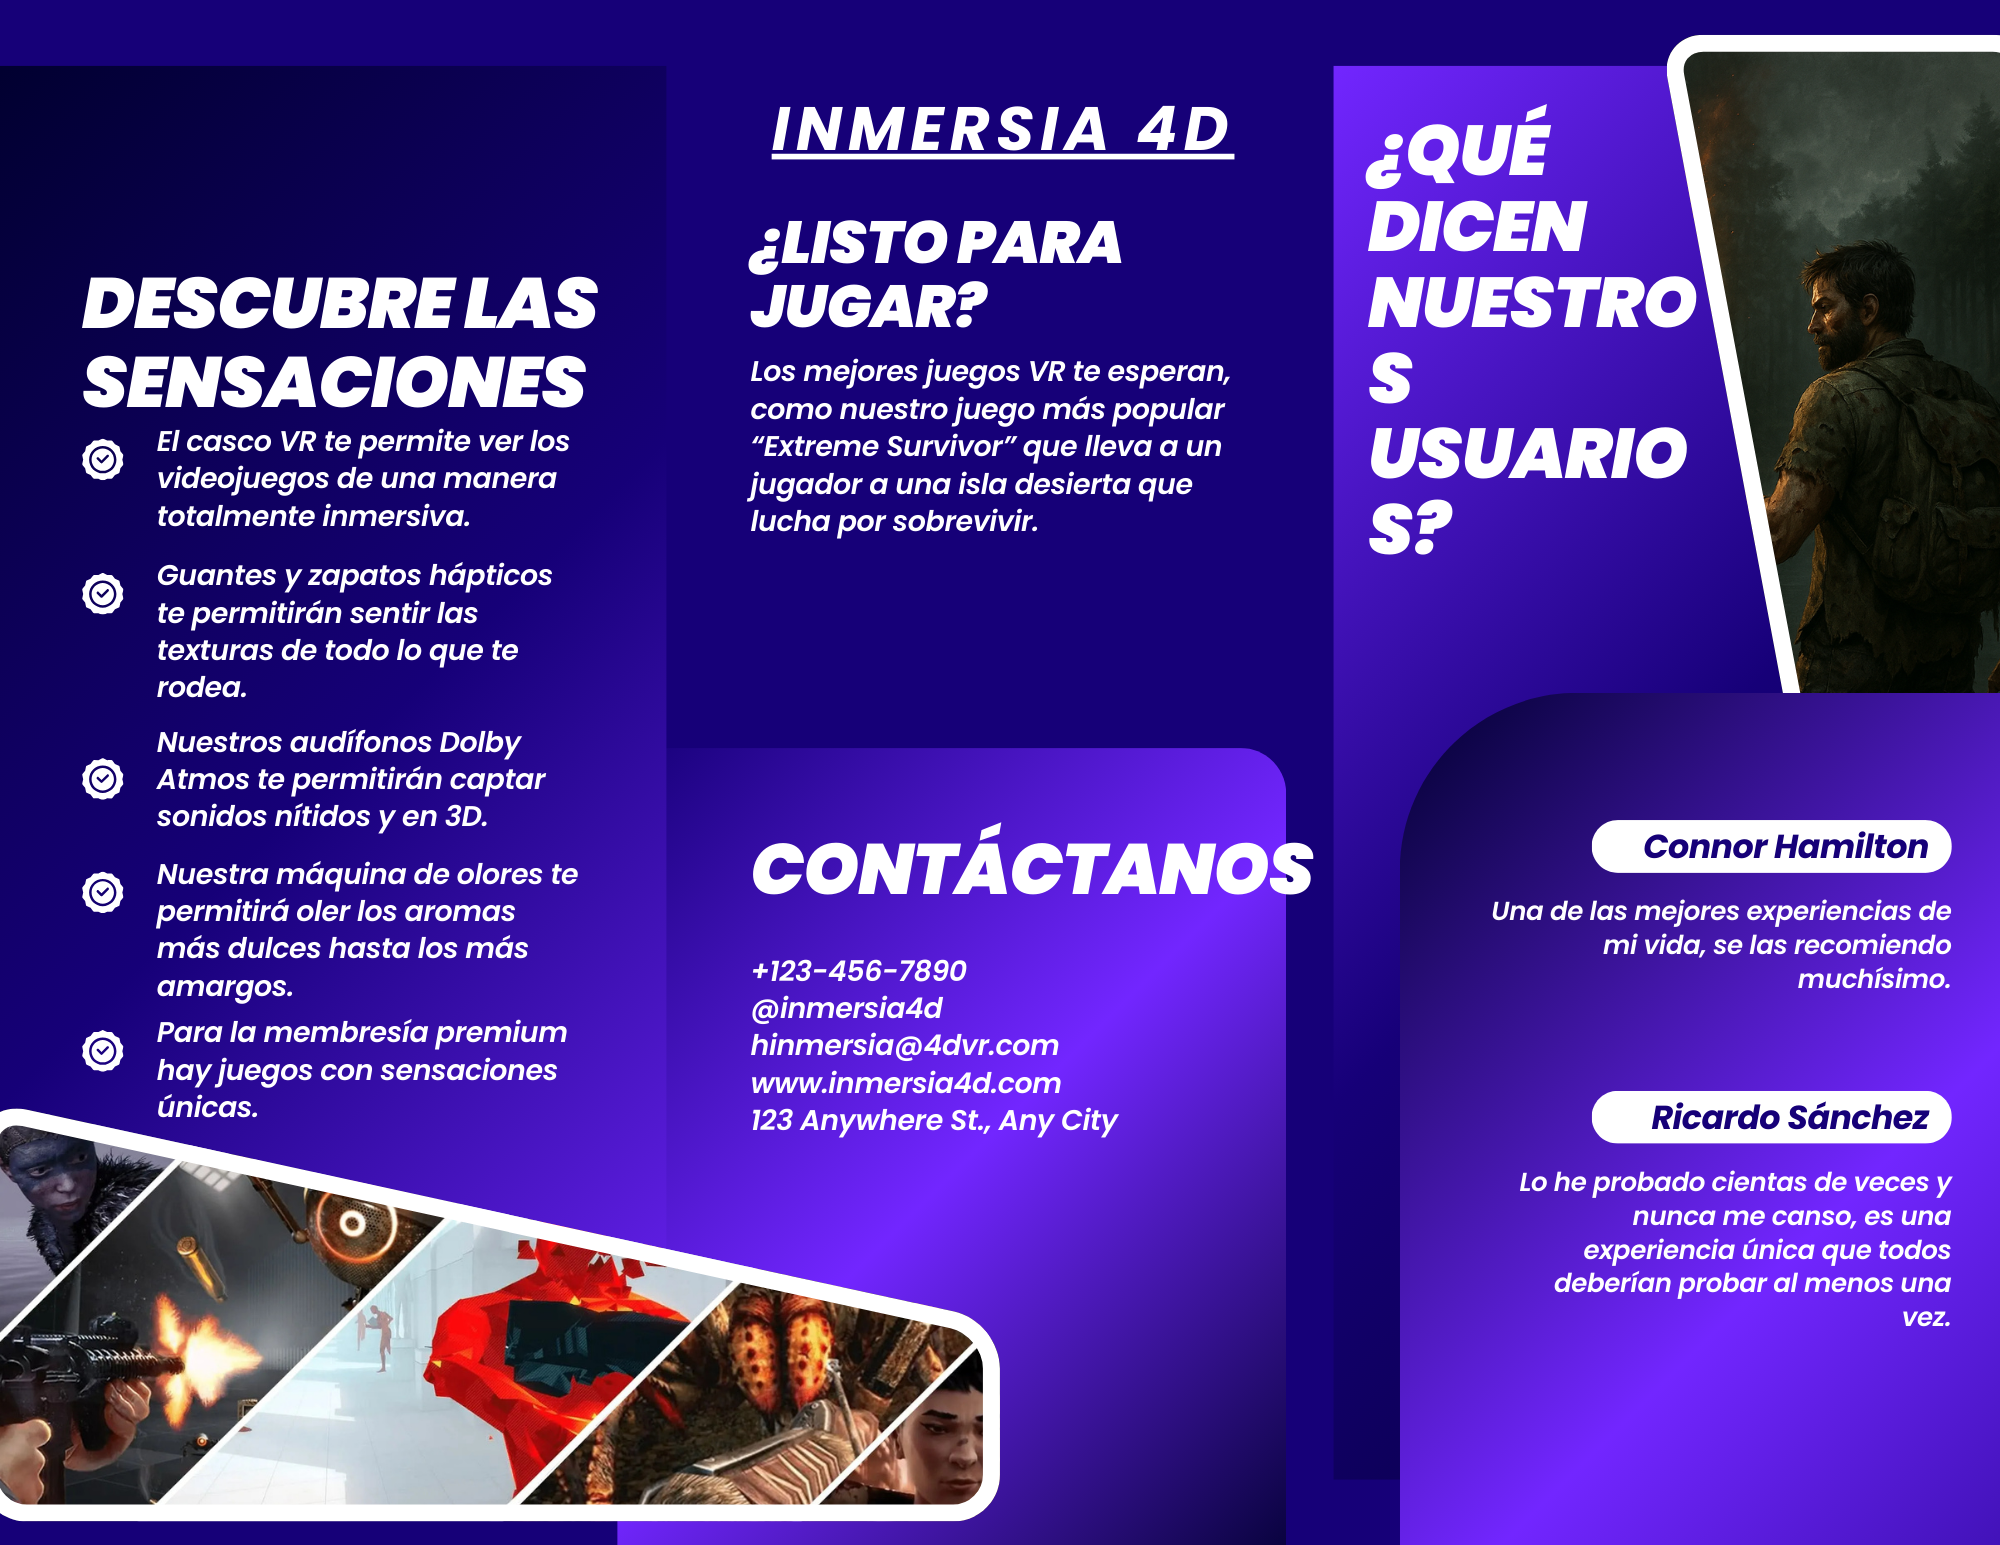 DESCUBRE LAS
SENSACIONES
El casco VR te permite ver los
videojuegos de una manera
totalmente inmersiva.
Guantes y zapatos hápticos
te permitirán sentir las
texturas de todo lo que te
rodea.
Nuestros audífonos Dolby
Atmos te permitirán captar
sonidos nítidos y en 3D.
Nuestra máquina de olores te
permitirá oler los aromas
más dulces hasta los más
amargos.
Para la membresía premium
hay juegos con sensaciones
únicas.
INMERSIA 4D
¿LISTO PARA
JUGAR?
Los mejores juegos VR te esperan,
como nuestro juego más popular
“Extreme Survivor” que lleva a un
jugador a una isla desierta que
lucha por sobrevivir.
CONTÁCTANOS
+123-456-7890
@inmersia4d
hinmersia@4dvr.com
www.inmersia4d.com
123 Anywhere St., Any City
¿QUÉ
DICEN
NUESTRO
S
USUARIO
S?
Connor Hamilton
Una de las mejores experiencias de
mi vida, se las recomiendo
muchísimo.
Ricardo Sánchez
Lo he probado cientas de veces y
nunca me canso, es una
experiencia única que todos
deberían probar al menos una
vez.